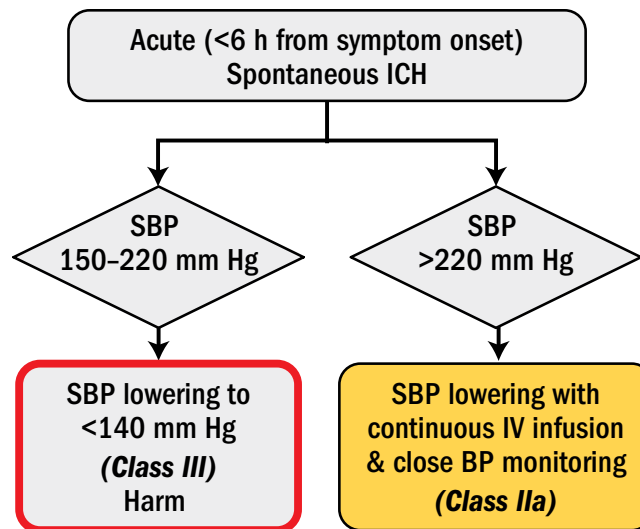 Acute (<6 h from symptom onset)
Spontaneous ICH
SBP
150–220 mm Hg
SBP
>220 mm Hg
SBP lowering to
<140 mm Hg
(Class III)
Harm
SBP lowering with
continuous IV infusion
& close BP monitoring
(Class IIa)